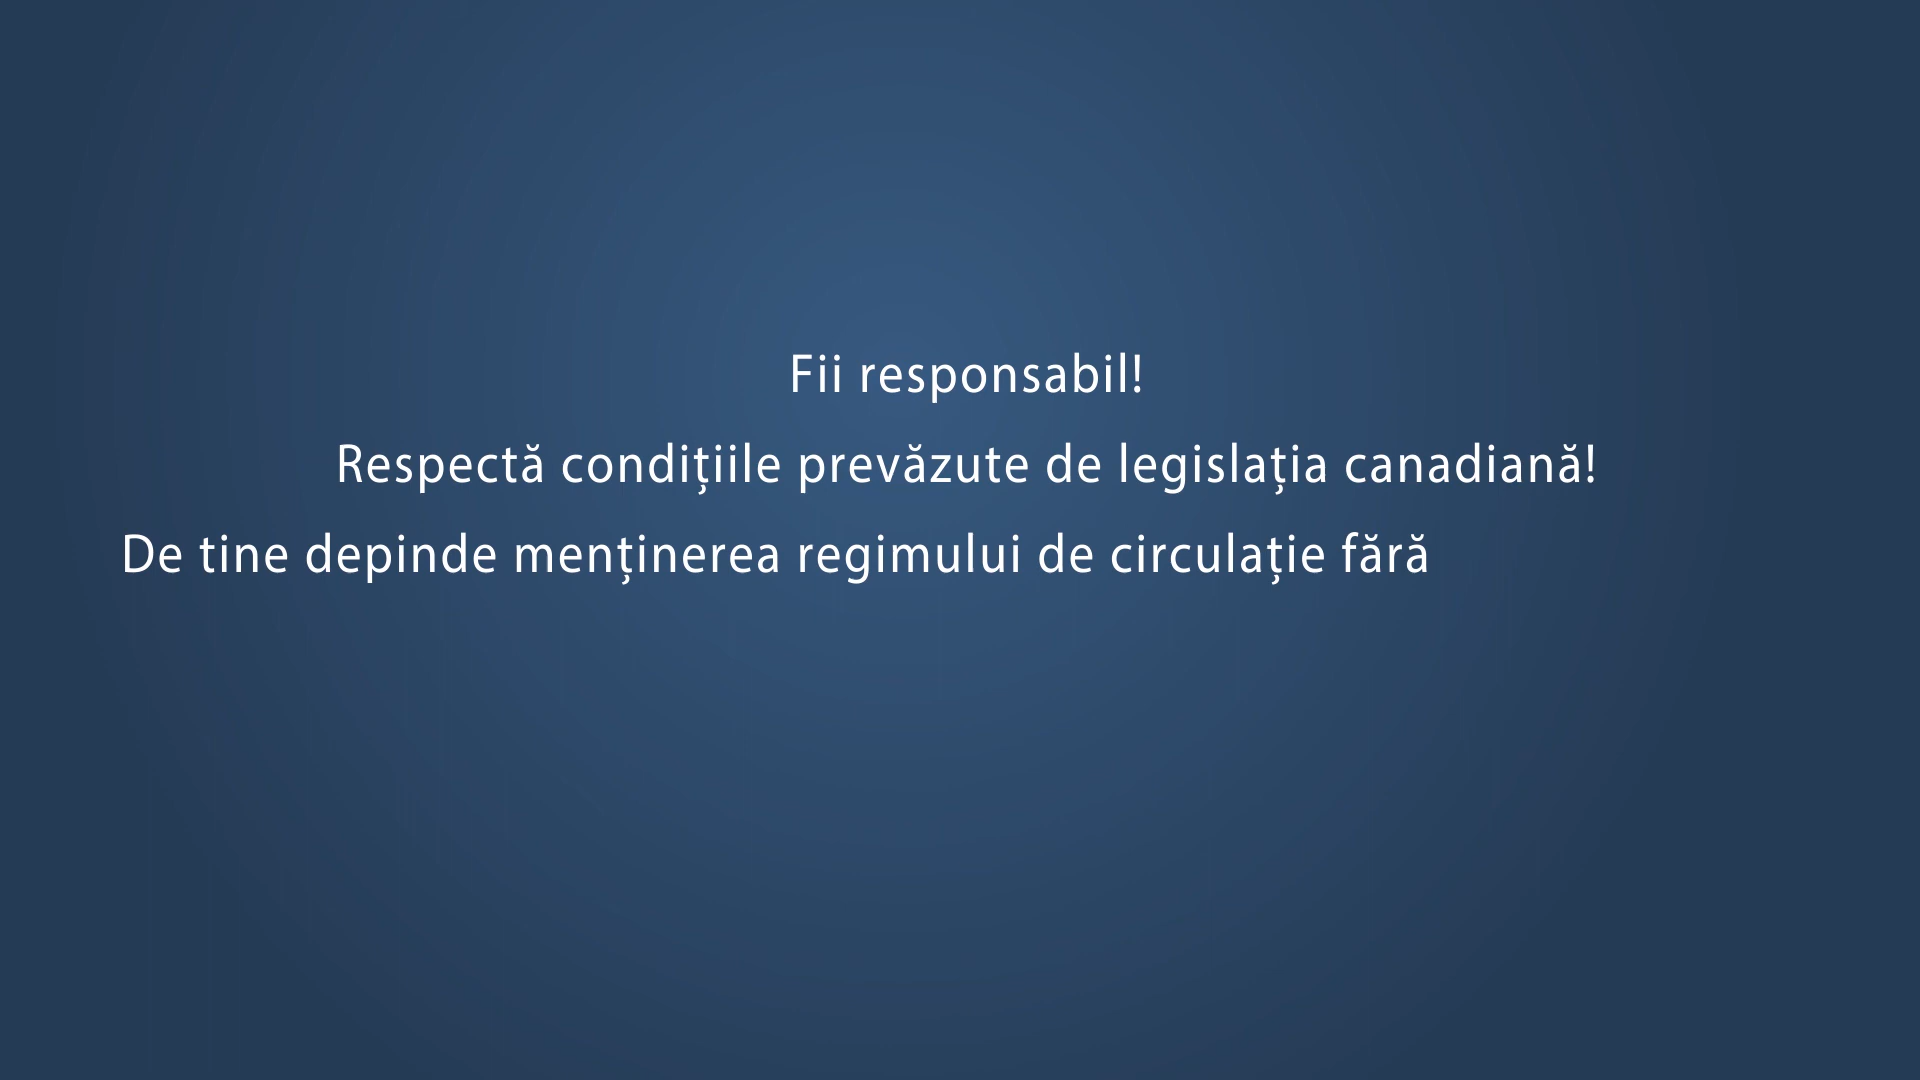 Fii responsabil!
Respectă condițiile prevăzute de legislația canadiană!
De tine depinde menținerea regimului de circulație fără